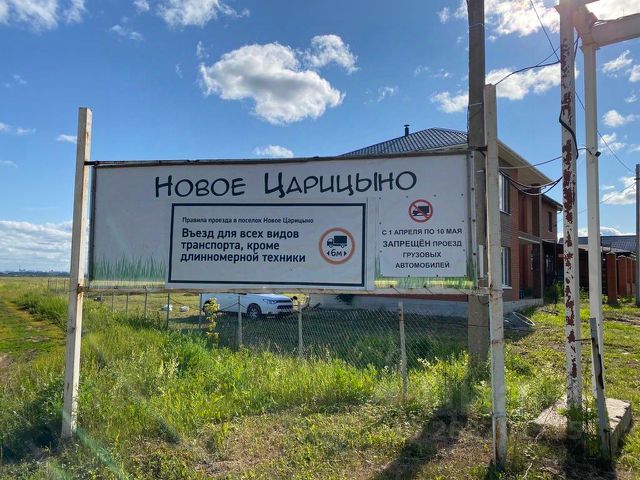 Новое Царицыно
Правила проезда в поселок Новое Царицыно
Въезд для всех видов
транспорта, кроме
длинномерной техники
+6м
С 1 АПРЕЛЯ ПО 10 МАЯ
ЗАПРЕЩЁН ПРОЕЗД
ГРУЗОВЫХ
АВТОМОБИЛЕЙ